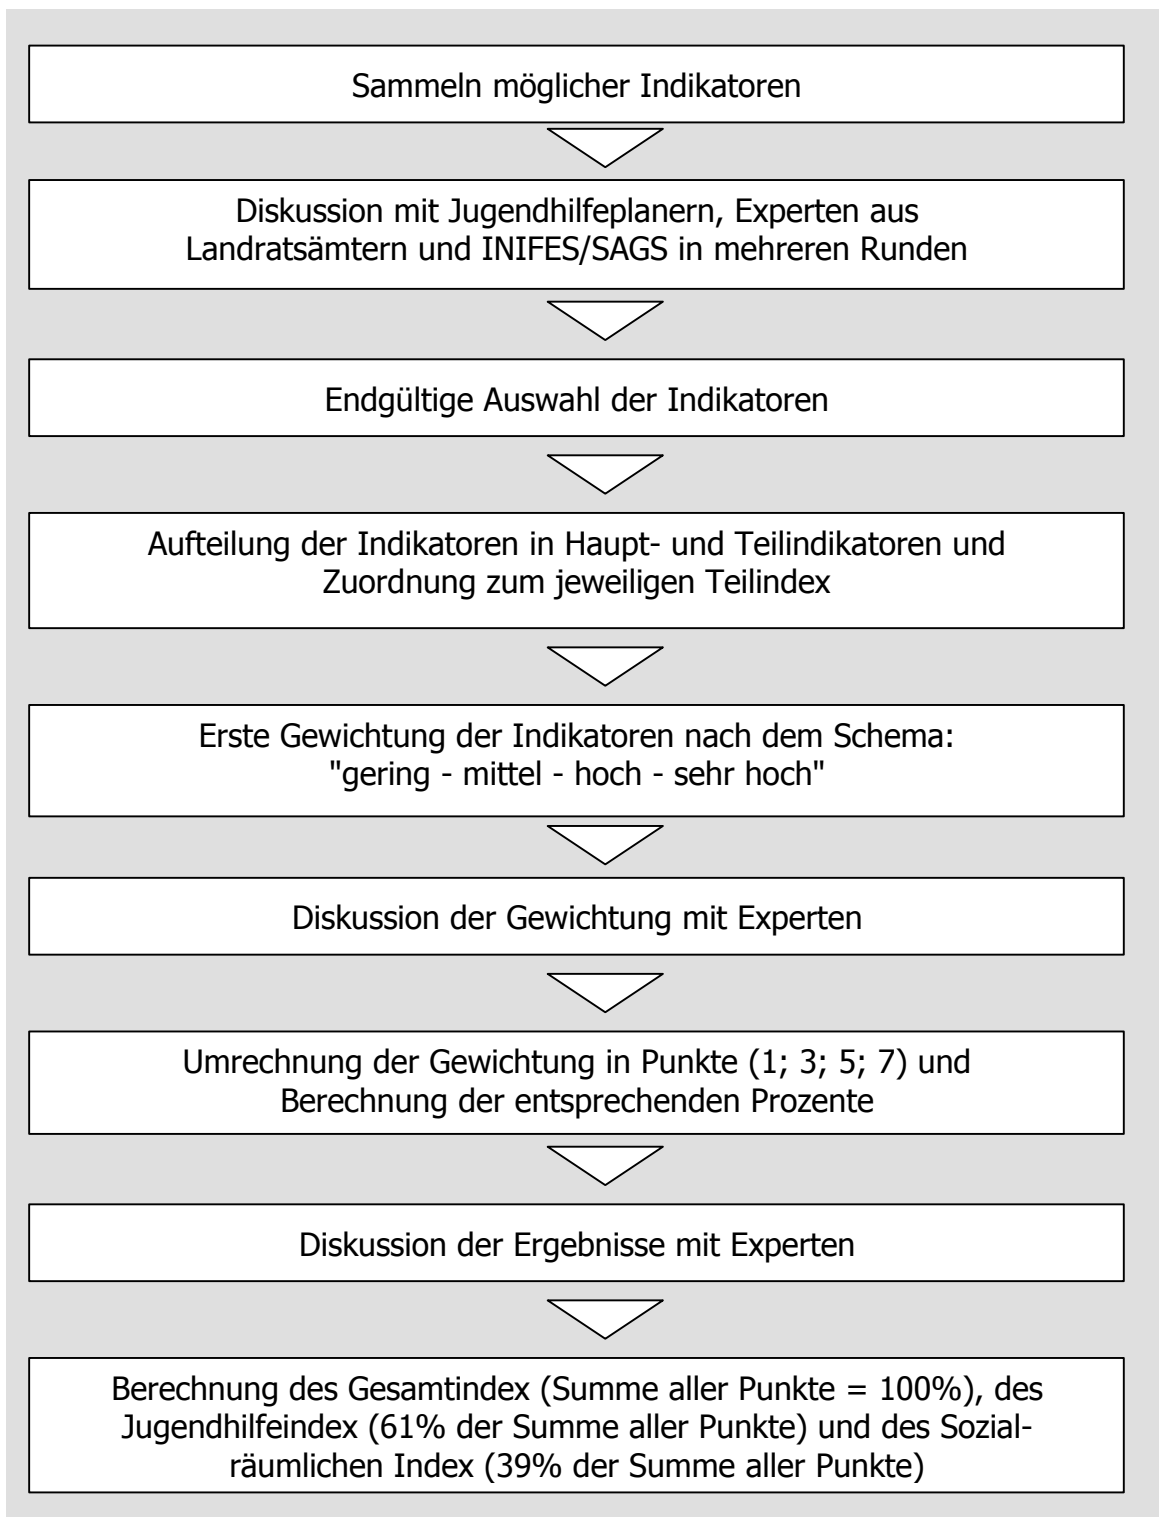 Sammeln möglicher Indikatoren
Diskussion mit Jugendhilfeplanern, Experten aus
Landratsämtern und INIFES/SAGS in mehreren Runden
Endgültige Auswahl der Indikatoren
Aufteilung der Indikatoren in Haupt- und Teilindikatoren und
Zuordnung zum jeweiligen Teilindex
Erste Gewichtung der Indikatoren nach dem Schema:
"gering - mittel - hoch - sehr hoch"
Diskussion der Gewichtung mit Experten
Umrechnung der Gewichtung in Punkte (1; 3; 5; 7) und
Berechnung der entsprechenden Prozente
Diskussion der Ergebnisse mit Experten
Berechnung des Gesamtindex (Summe aller Punkte = 100%), des
Jugendhilfeindex (61% der Summe aller Punkte) und des Sozial-
räumlichen Index (39% der Summe aller Punkte)